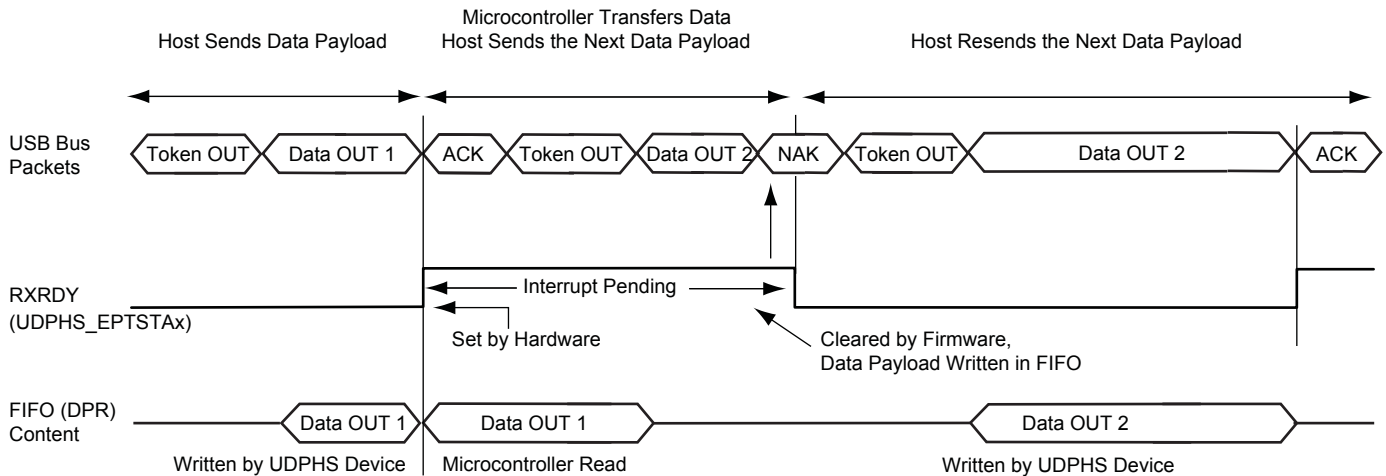 Host Sends Data Payload
Microcontroller Transfers Data
Host Sends the Next Data Payload
Host Resends the Next Data Payload
USB Bus
Packets
Token OUT
Data OUT 1
ACK
Token OUT
Data OUT 2
NAK
Token OUT
Data OUT 2
ACK
RXRDY
(UDPHS_EPTSTAx)
Interrupt Pending
Set by Hardware
Cleared by Firmware,
Data Payload Written in FIFO
FIFO (DPR)
Content
Data OUT 1
Data OUT 1
Data OUT 2
Written by UDPHS Device
Microcontroller Read
Written by UDPHS Device